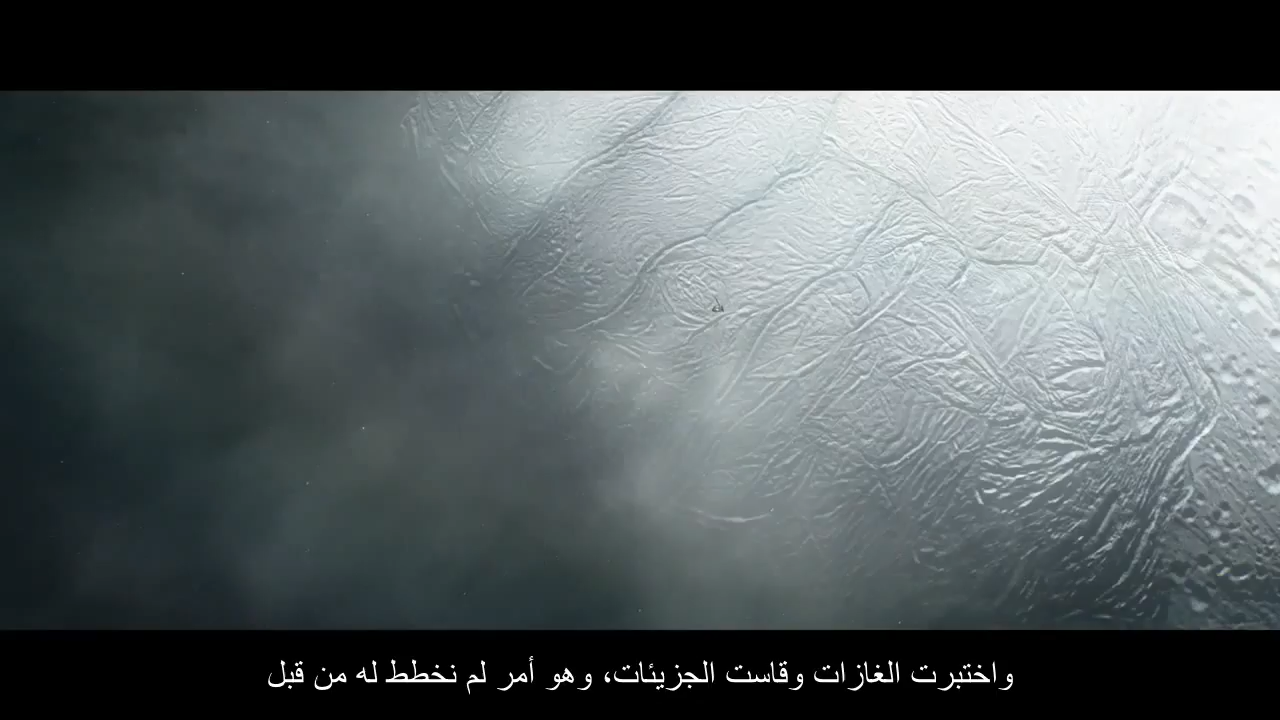 واختبرت الغازات وقاست الجزيئات، وهو أمر لم نخطط له من قبل